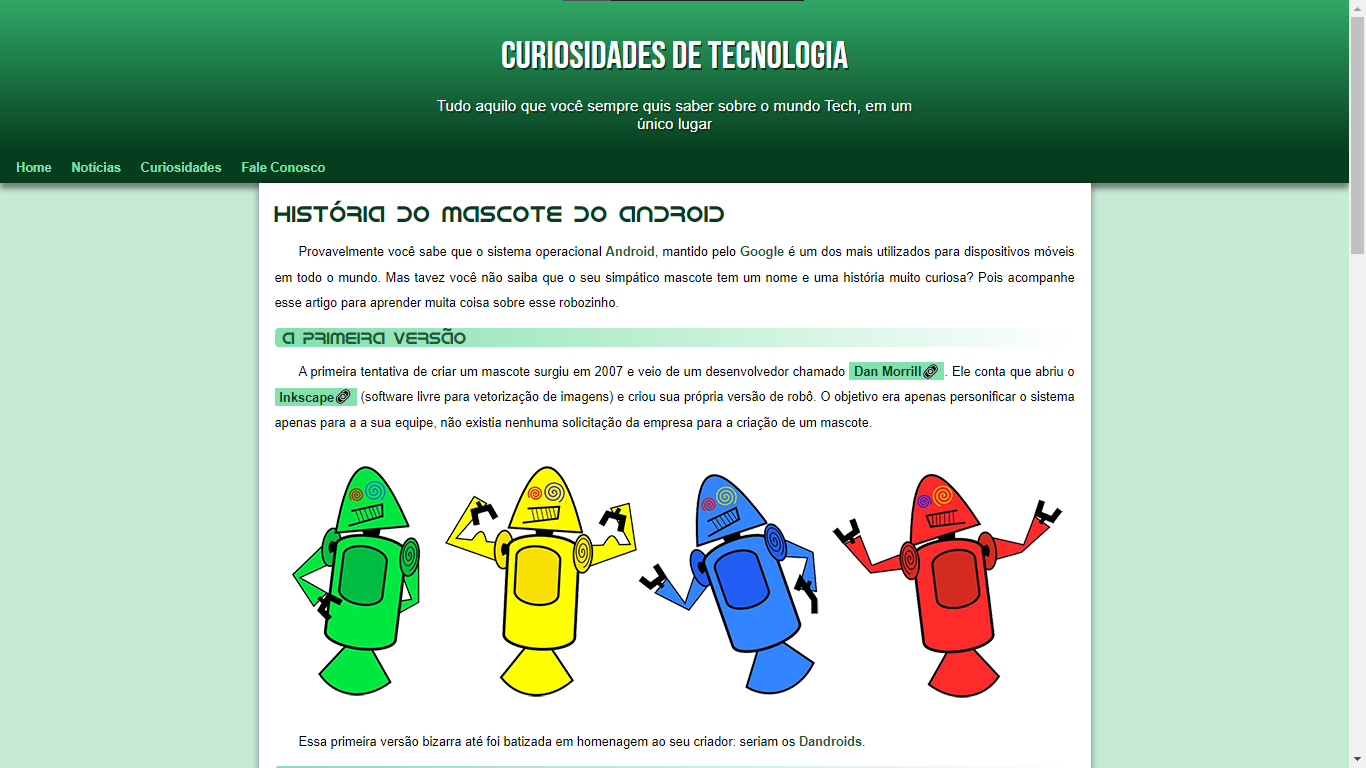 CURIOSIDADES DE TECNOLOGIA
Tudo aquilo que você sempre quis saber sobre o mundo Tech, em um
único lugar
Home Notícias Curiosidades Fale Conosco
História do Mascote do Android
Provavelmente você sabe que o sistema operacional Android, mantido pelo Google é um dos mais utilizados para dispositivos móveis
em todo o mundo. Mas tavez você não saiba que o seu simpático mascote tem um nome e uma história muito curiosa? Pois acompanhe
esse artigo para aprender muita coisa sobre esse robozinho.
A primeira versão
A primeira tentativa de criar um mascote surgiu em 2007 e veio de um desenvolvedor chamado Dan Morrill. Ele conta que abriu o
Inkscape (software livre para vetorização de imagens) e criou sua própria versão de robô. O objetivo era apenas personificar o sistema
apenas para a a sua equipe, não existia nenhuma solicitação da empresa para a criação de um mascote.
Essa primeira versão bizarra até foi batizada em homenagem ao seu criador: seriam os Dandroids.